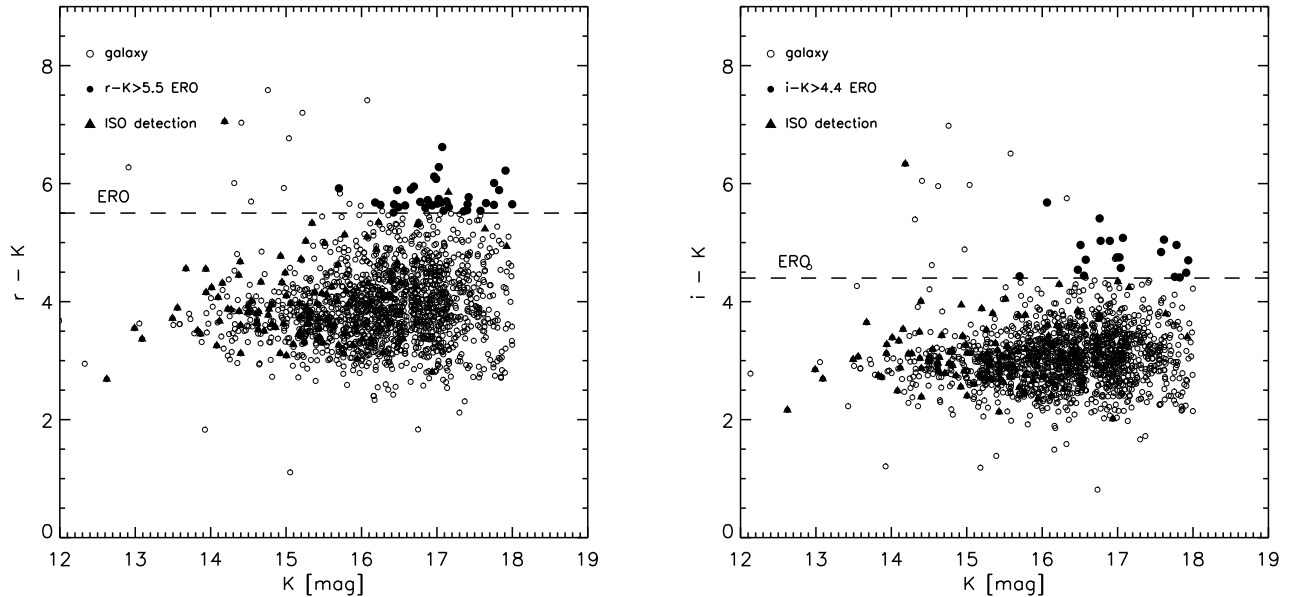 galaxy
r-K>5.5 ERO
ISO detection
ERO
r - K
8
6
4
2
0
12 13 14 15 16 17 18 19
K [mag]
galaxy
i-K>4.4 ERO
ISO detection
ERO
i - K
8
6
4
2
0
12 13 14 15 16 17 18 19
K [mag]